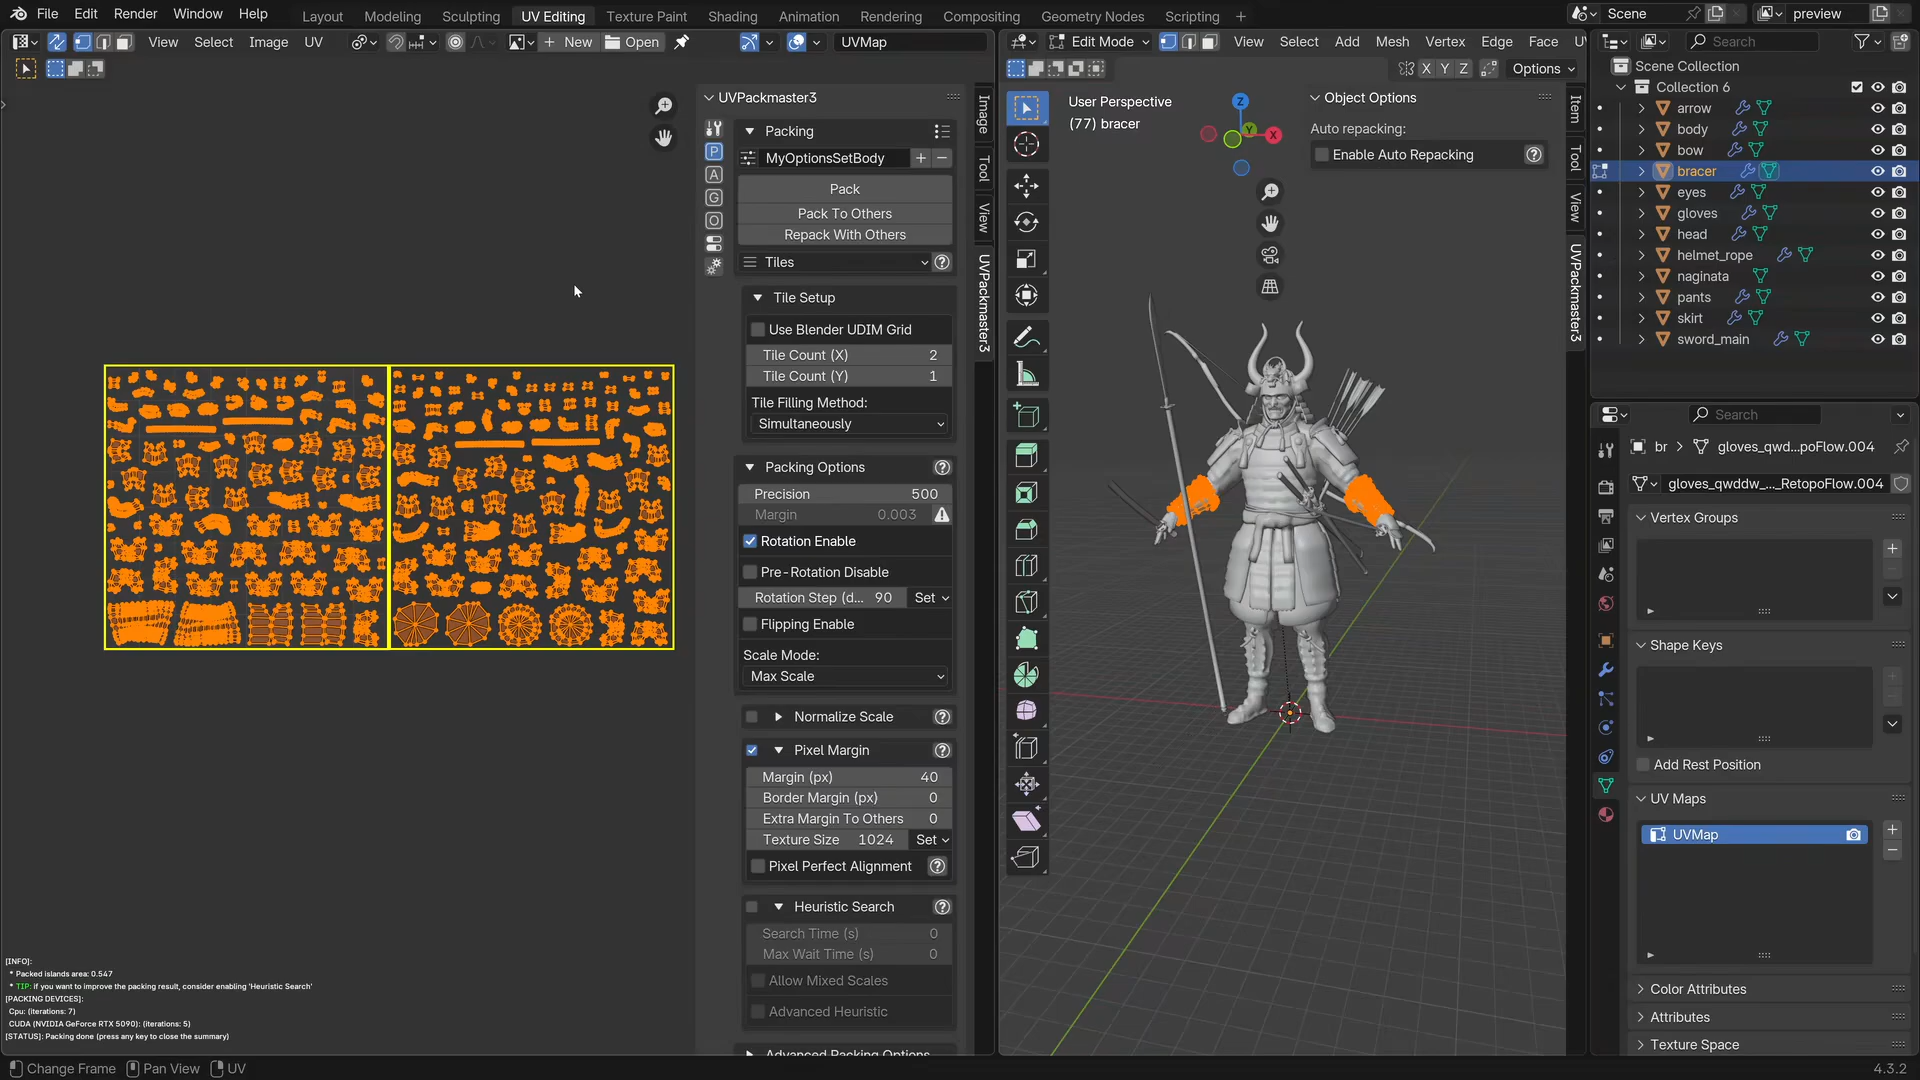 File Edit Render Window Help Layout Modeling Sculpting UV Editing Texture Paint Shading Animation Rendering Compositing Geometry Nodes Scripting + Scene preview
View Select Image UV New Open UVMap Edit Mode View Select Add Mesh Vertex Edge Face U Search
X Y Z Options
UVPackmaster3
Packing
P
MyOptionsSetBody + −
A
Pack
G
Pack To Others
O
Repack With Others
Tiles
Tile Setup
Use Blender UDIM Grid
Tile Count (X) 2
Tile Count (Y) 1
Tile Filling Method:
Simultaneously
Packing Options
Precision 500
Margin 0.003
Rotation Enable
Pre-Rotation Disable
Rotation Step (d... 90 Set
Flipping Enable
Scale Mode:
Max Scale
Normalize Scale
Pixel Margin
Margin (px) 40
Border Margin (px) 0
Extra Margin To Others 0
Texture Size 1024 Set
Pixel Perfect Alignment
Heuristic Search
Search Time (s) 0
Max Wait Time (s) 0
Allow Mixed Scales
Advanced Heuristic
Advanced Packing Options
Image
Tool
View
UVPackmaster3
[INFO]:
* Packed islands area: 0.547
* TIP: if you want to improve the packing result, consider enabling 'Heuristic Search'
[PACKING DEVICES]:
Cpu: (iterations: 7)
CUDA (NVIDIA GeForce RTX 5090): (iterations: 5)
[STATUS]: Packing done (press any key to close the summary)
User Perspective
(77) bracer
Z
Y
X
Object Options
Auto repacking:
Enable Auto Repacking
Item
Tool
View
UVPackmaster3
Scene Collection
Collection 6
arrow
body
bow
bracer
eyes
gloves
head
helmet_rope
naginata
pants
skirt
sword_main
Search
br > gloves_qwd...poFlow.004
gloves_qwddw_..._RetopoFlow.004
Vertex Groups
Shape Keys
Add Rest Position
UV Maps
UVMap
Color Attributes
Attributes
Texture Space
Change Frame Pan View UV 4.3.2